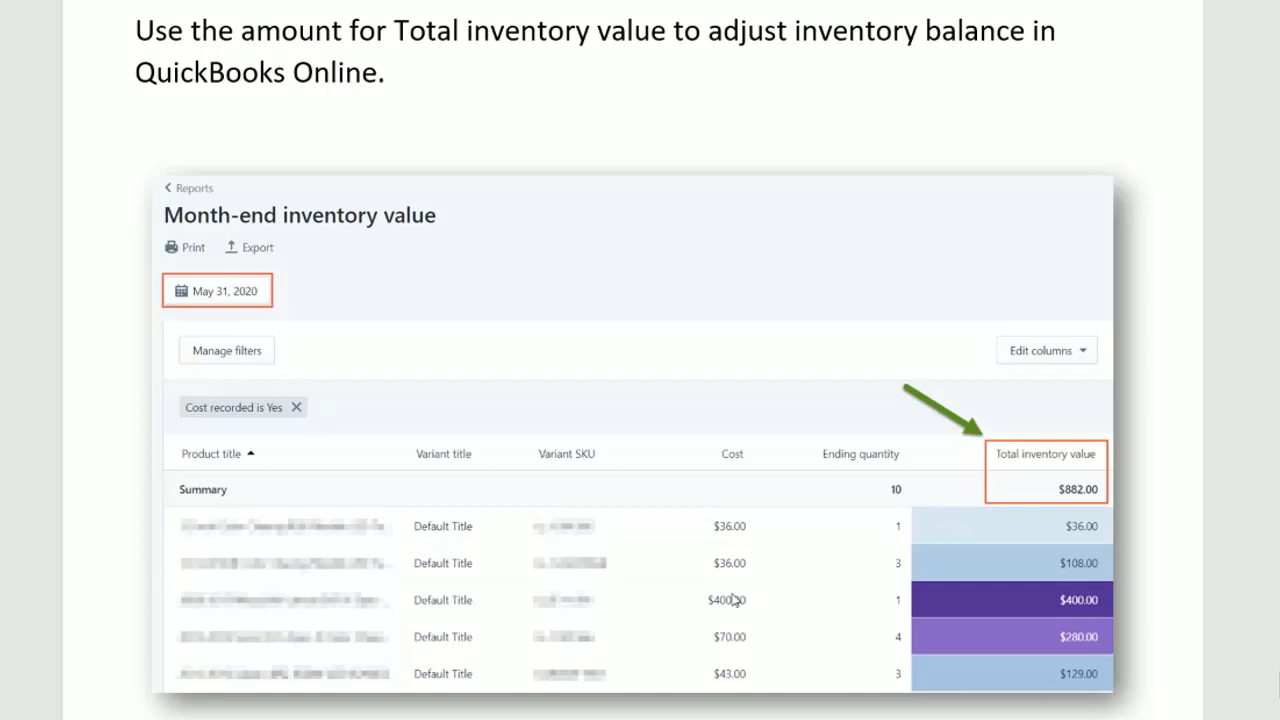 Use the amount for Total inventory value to adjust inventory balance in
QuickBooks Online.
Reports
Month-end inventory value
Print Export
May 31, 2020
Manage filters Edit columns
Cost recorded is Yes
Product title Variant title Variant SKU Cost Ending quantity Total inventory value
Summary 10 $882.00
Default Title $36.00 1 $36.00
Default Title $36.00 3 $108.00
Default Title 1 $400.00
Default Title $70.00 4 $280.00
Default Title $43.00 3 $129.00